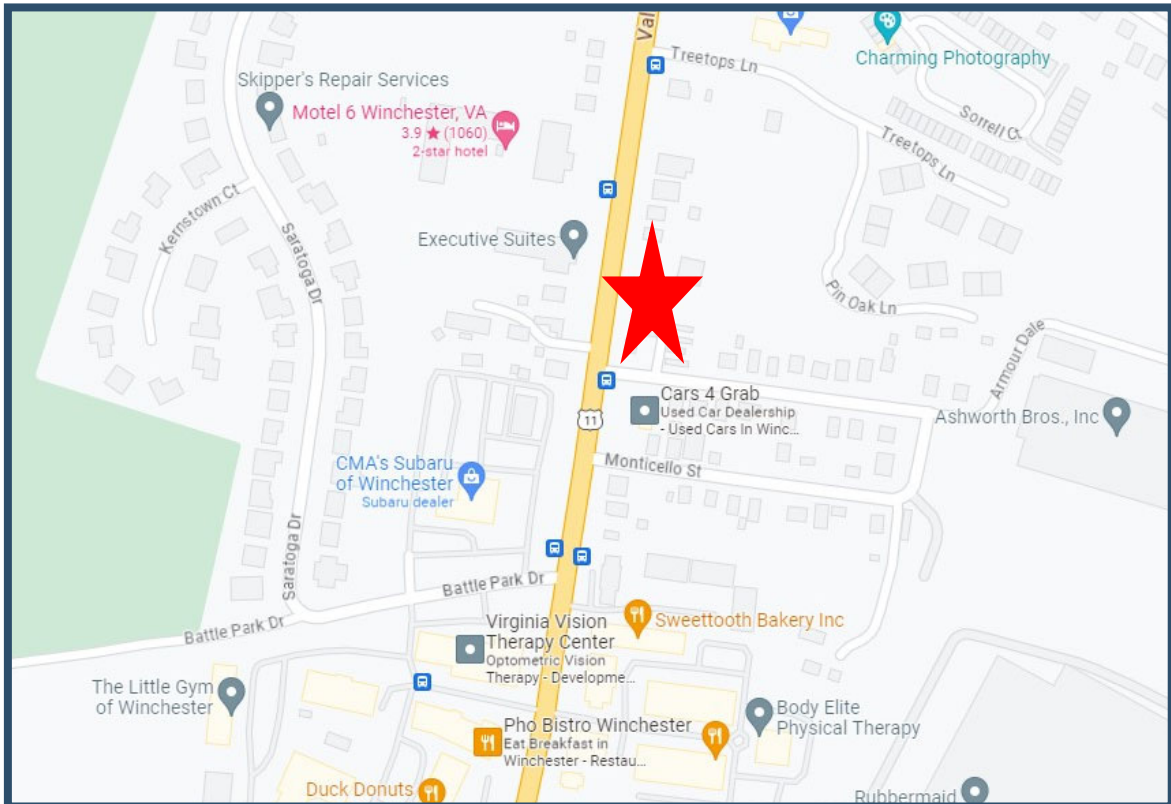 Val
Treetops Ln
Charming Photography
Skipper's Repair Services
Motel 6 Winchester, VA
3.9 ★ (1060)
2-star hotel
Sorrell Ct
Treetops Ln
Kernstown Ct
Saratoga Dr
Executive Suites
Pin Oak Ln
Armour Dale
Cars 4 Grab
Used Car Dealership
- Used Cars In Winc...
Ashworth Bros., Inc
11
Monticello St
CMA's Subaru
of Winchester
Subaru dealer
Saratoga Dr
Battle Park Dr
Battle Park Dr
Virginia Vision
Therapy Center
Optometric Vision
Therapy - Developme...
Sweettooth Bakery Inc
The Little Gym
of Winchester
Body Elite
Physical Therapy
Pho Bistro Winchester
Eat Breakfast in
Winchester - Restau...
Duck Donuts
Rubbermaid